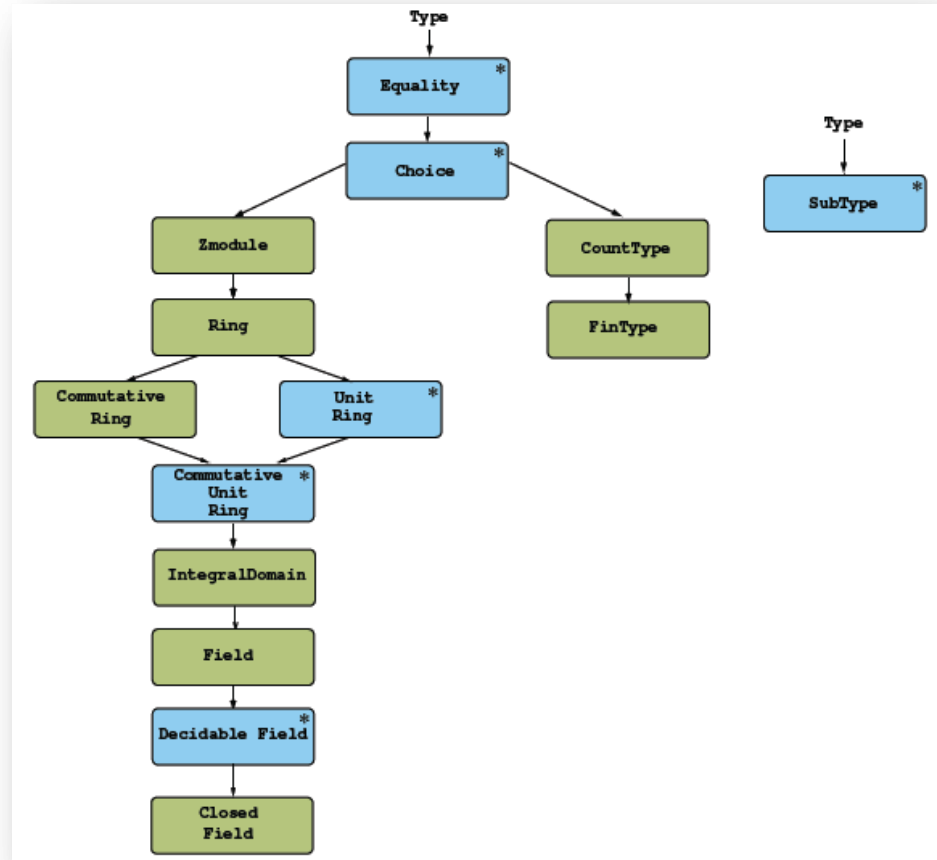 Type
Equality *
Choice *
Type
SubType *
Zmodule
CountType
Ring
FinType
Commutative
Ring
Unit *
Ring
Commutative *
Unit
Ring
IntegralDomain
Field
Decidable Field *
Closed
Field